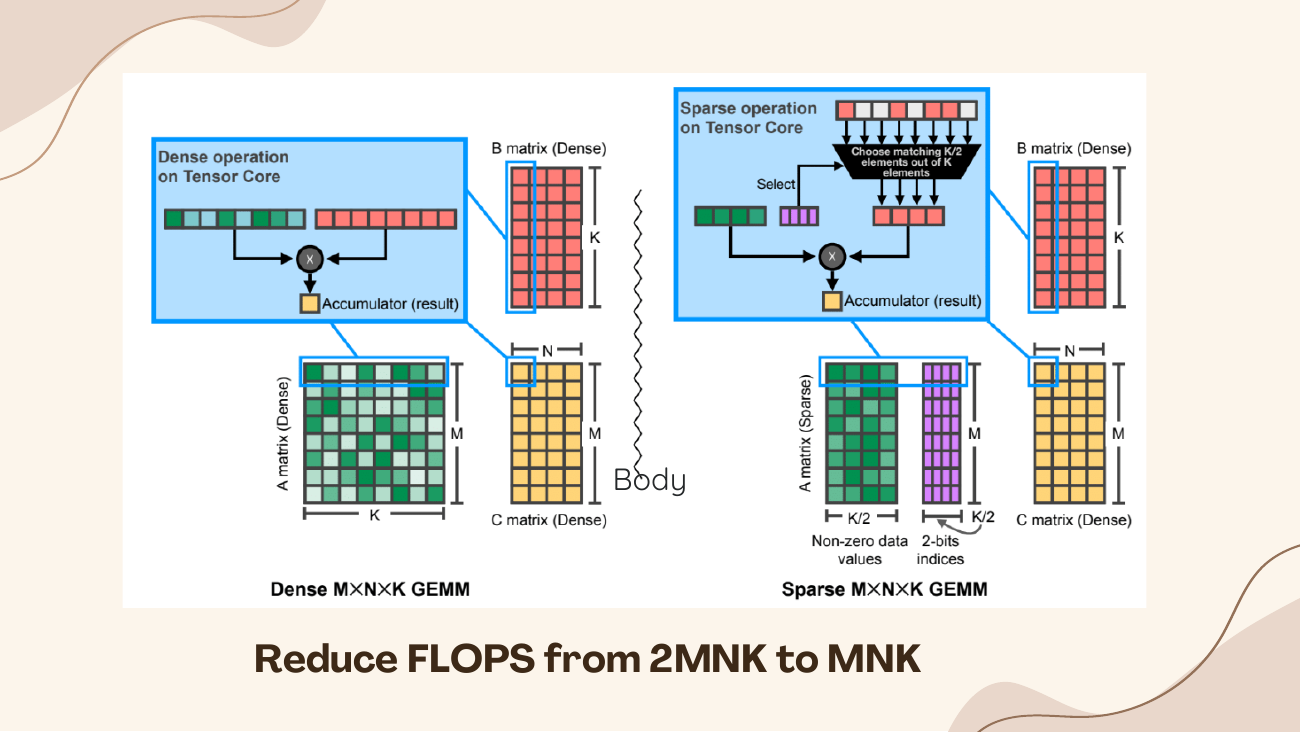 Dense operation
on Tensor Core
X
Accumulator (result)
B matrix (Dense)
K
N
A matrix (Dense)
M
M
K
C matrix (Dense)
Dense M×N×K GEMM
Body
Sparse operation
on Tensor Core
Choose matching K/2
elements out of K
elements
Select
X
Accumulator (result)
B matrix (Dense)
K
N
A matrix (Sparse)
M
M
K/2
K/2
Non-zero data
values
2-bits
indices
C matrix (Dense)
Sparse M×N×K GEMM
Reduce FLOPS from 2MNK to MNK